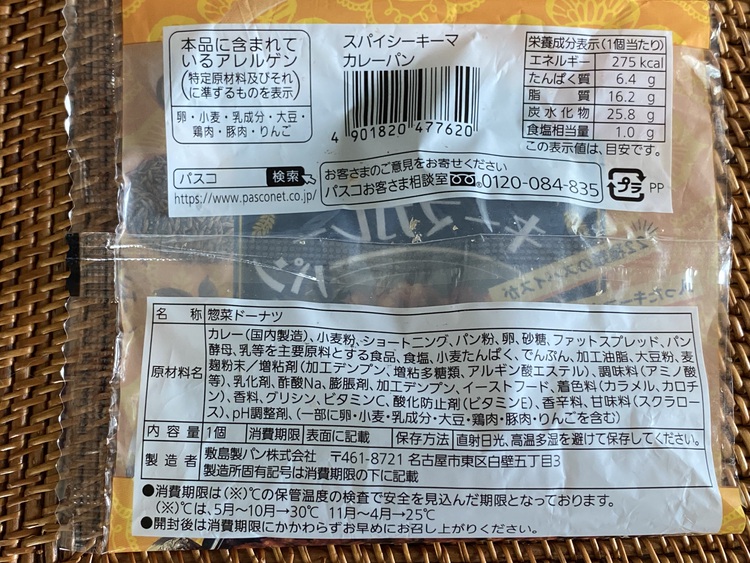 本品に含まれて
いるアレルゲン
(特定原材料及びそれ
に準ずるものを表示)
卵・小麦・乳成分・大豆・
鶏肉・豚肉・りんご
スパイシーキーマ
カレーパン
4 901820 477620
栄養成分表示(1個当たり)
エネルギー 275 kcal
たんぱく質 6.4 g
脂質 16.2 g
炭水化物 25.8 g
食塩相当量 1.0 g
この表示値は、目安です。
パスコ 検索
https://www.pasconet.co.jp/
お客さまのご意見をお寄せください
パスコお客さま相談室 0120-084-835
プラ PP
名称 惣菜ドーナツ
原材料名 カレー(国内製造)、小麦粉、ショートニング、パン粉、卵、砂糖、ファットスプレッド、パン
酵母、乳等を主要原料とする食品、食塩、小麦たんぱく、でんぷん、加工油脂、大豆粉、麦
麹粉末/増粘剤(加工デンプン、増粘多糖類、アルギン酸エステル)、調味料(アミノ酸
等)、乳化剤、酢酸Na、膨脹剤、加工デンプン、イーストフード、着色料(カラメル、カロチ
ン)、香料、グリシン、ビタミンC、酸化防止剤(ビタミンE)、香辛料、甘味料(スクラロー
ス)、pH調整剤、(一部に卵・小麦・乳成分・大豆・鶏肉・豚肉・りんごを含む)
内容量 1個 消費期限 表面に記載 保存方法 直射日光、高温多湿を避けて保存してください。
製造者 敷島製パン株式会社 〒461-8721 名古屋市東区白壁五丁目3
製造所固有記号は消費期限の下に記載
●消費期限は(※)での保管温度の検査で安全を見込んだ期限となっております。
(※)では、5月〜10月→30℃ 11月〜4月→25℃
●開封後は消費期限にかかわらずお早めにお召し上がりください。